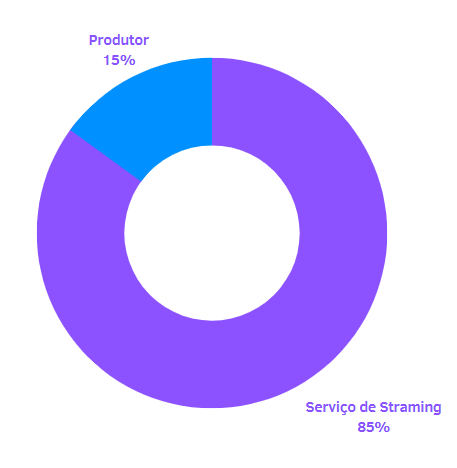 Produtor
15%
Serviço de Straming
85%